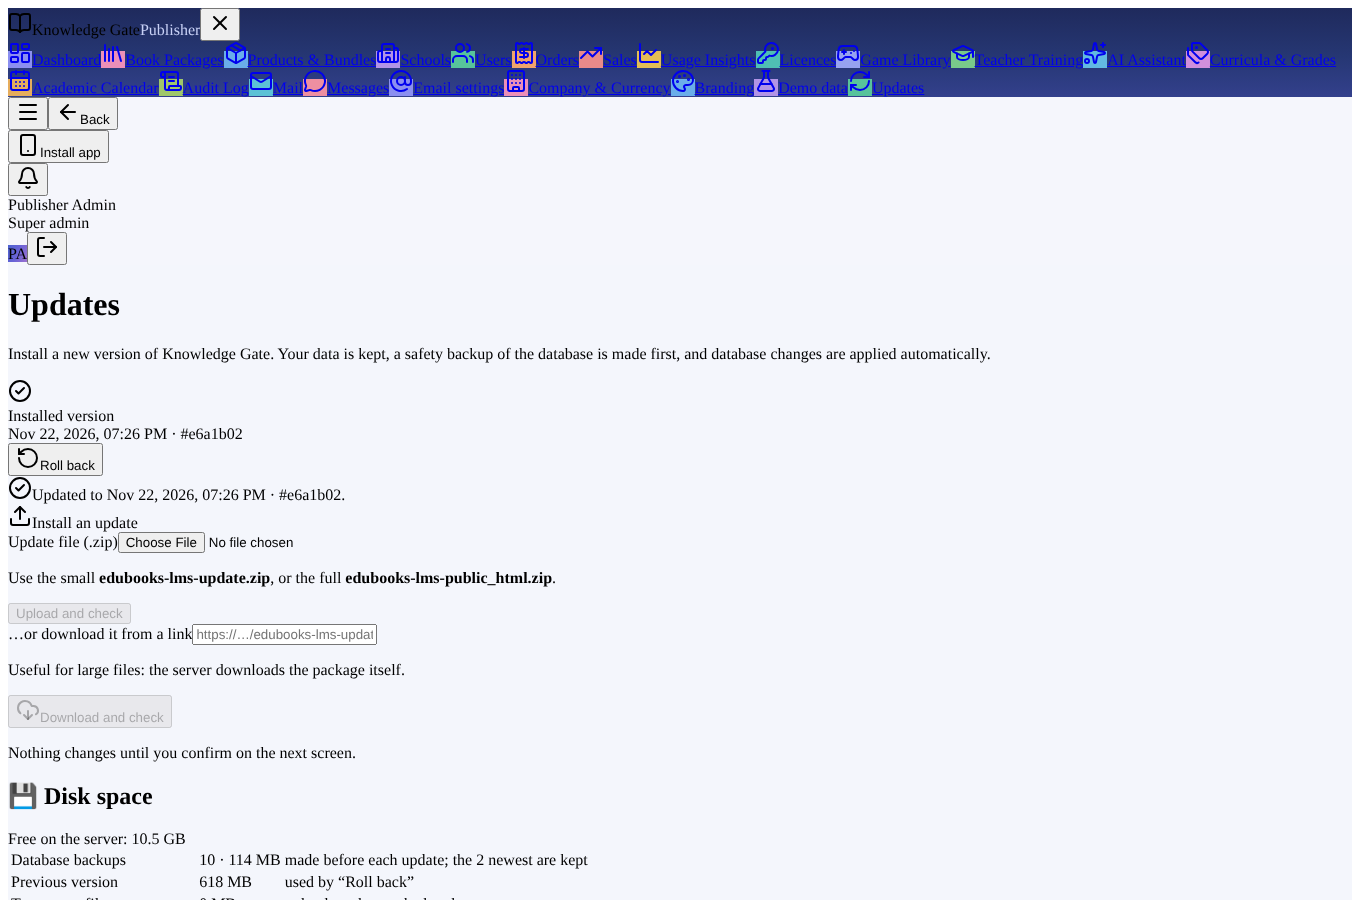 Knowledge Gate Publisher
Dashboard Book Packages Products & Bundles Schools Users Orders Sales Usage Insights Licences Game Library Teacher Training AI Assistant Curricula & Grades
Academic Calendar Audit Log Mail Messages Email settings Company & Currency Branding Demo data Updates
Back
Install app
Publisher Admin
Super admin
PA
Updates
Install a new version of Knowledge Gate. Your data is kept, a safety backup of the database is made first, and database changes are applied automatically.
Installed version
Nov 22, 2026, 07:26 PM · #e6a1b02
Roll back
Updated to Nov 22, 2026, 07:26 PM · #e6a1b02.
Install an update
Update file (.zip) Choose File No file chosen
Use the small edubooks-lms-update.zip, or the full edubooks-lms-public_html.zip.
Upload and check
…or download it from a link https://…/edubooks-lms-updat
Useful for large files: the server downloads the package itself.
Download and check
Nothing changes until you confirm on the next screen.
💾 Disk space
Free on the server: 10.5 GB
Database backups 10 · 114 MB made before each update; the 2 newest are kept
Previous version 618 MB used by “Roll back”